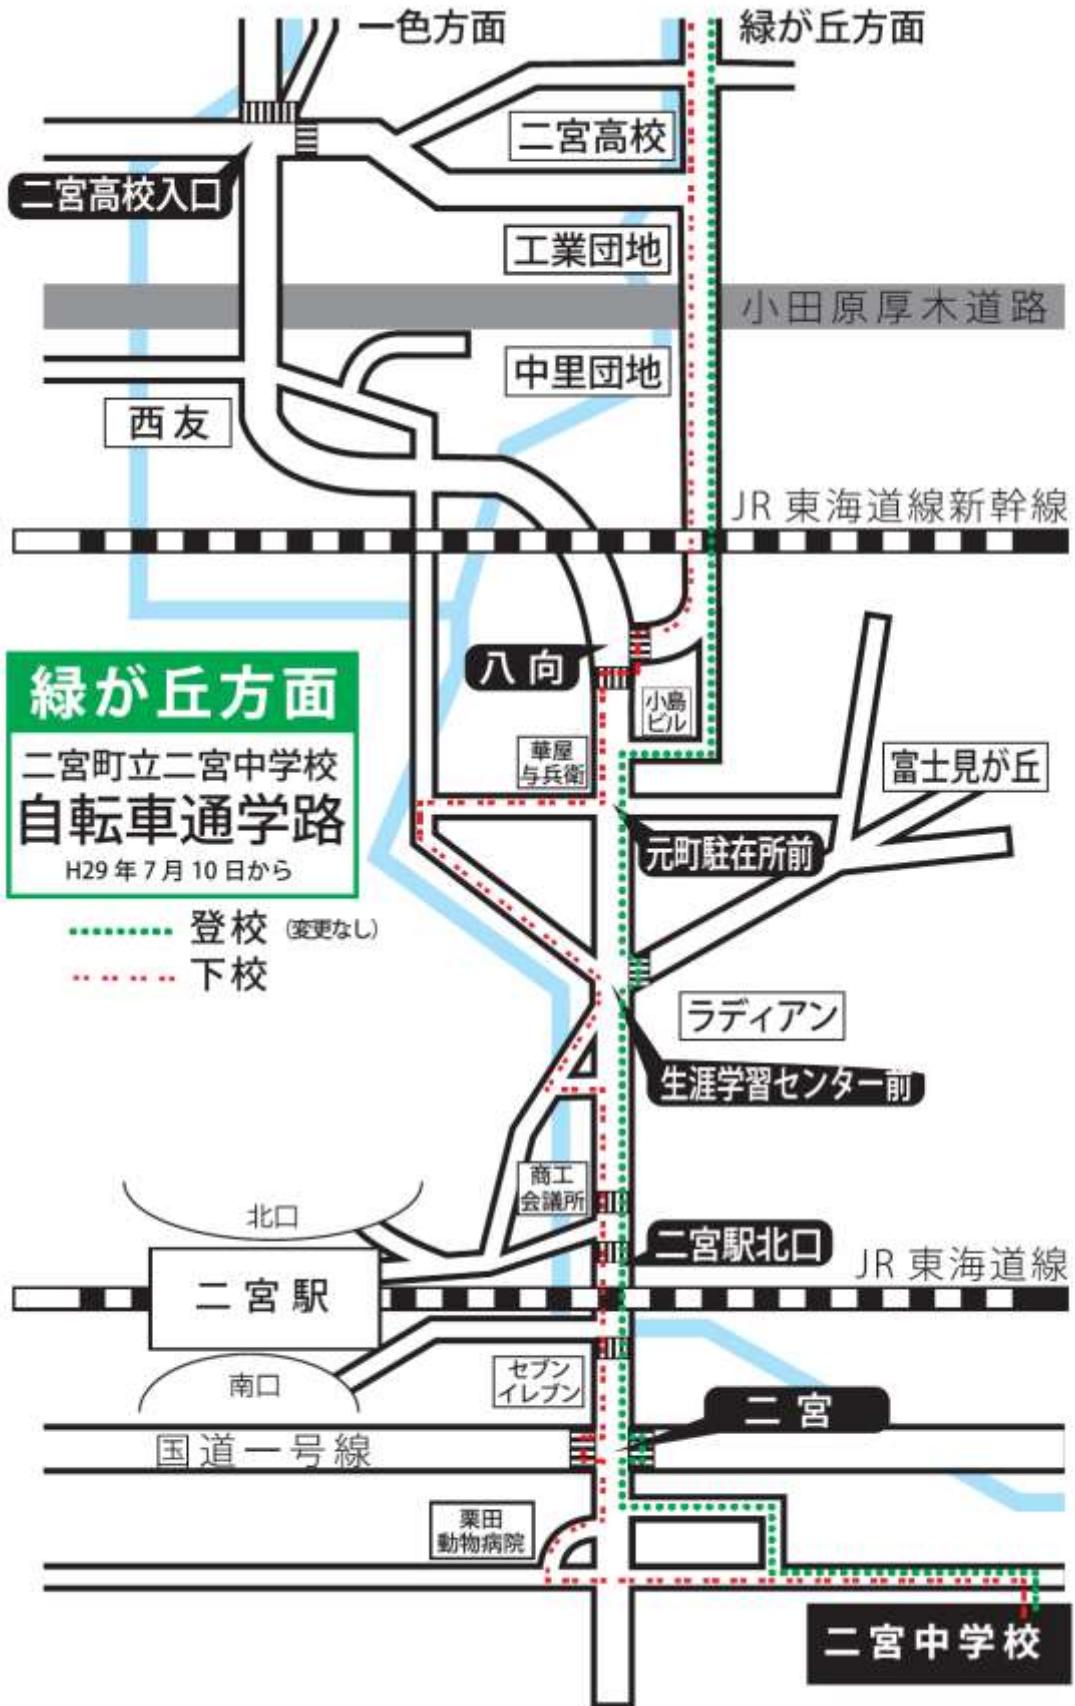 一色方面
緑が丘方面
二宮高校
二宮高校入口
工業団地
小田原厚木道路
中里団地
西友
JR 東海道線新幹線
八向
小島
ビル
緑が丘方面
二宮町立二宮中学校
自転車通学路
H29 年 7 月 10 日から
登校 (変更なし)
下校
華屋
与兵衛
富士見が丘
元町駐在所前
ラディアン
生涯学習センター前
商工
会議所
北口
二宮駅北口
二宮駅
JR 東海道線
南口
セブン
イレブン
二宮
国道一号線
栗田
動物病院
二宮中学校